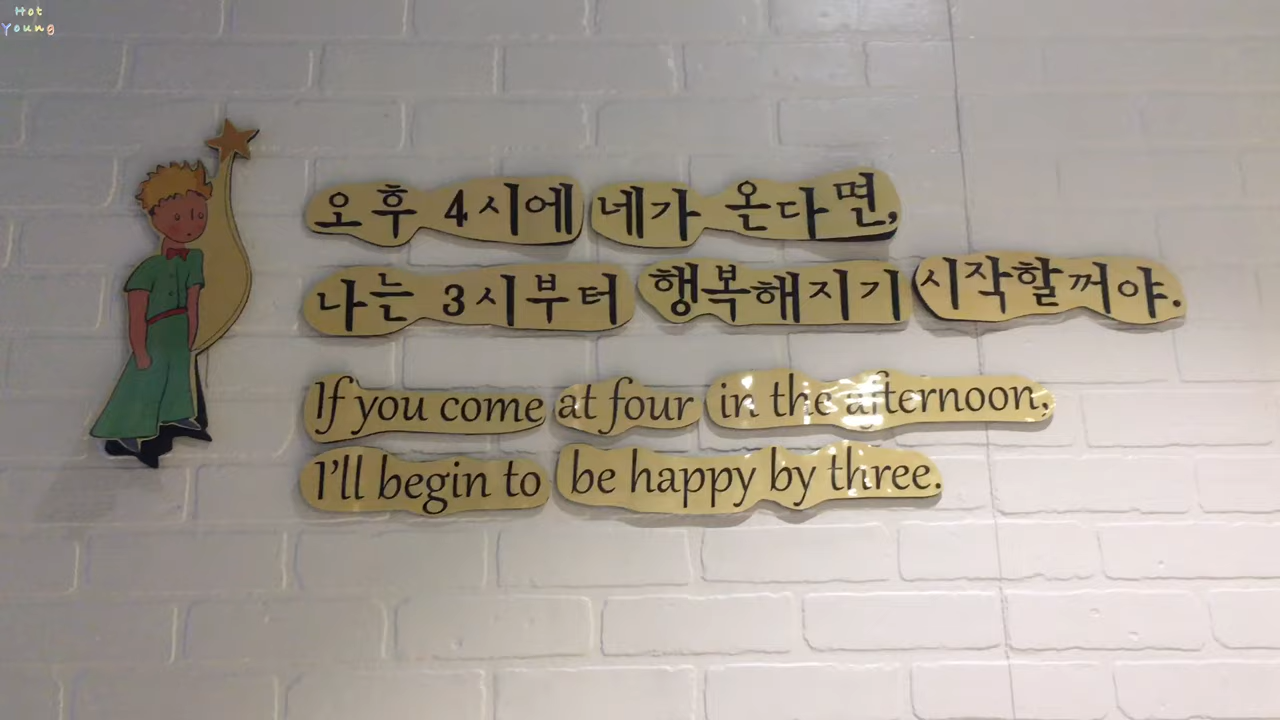 Hot
Young
오후 4시에 네가 온다면,
나는 3시부터 행복해지기 시작할꺼야.
If you come at four in the afternoon,
I'll begin to be happy by three.